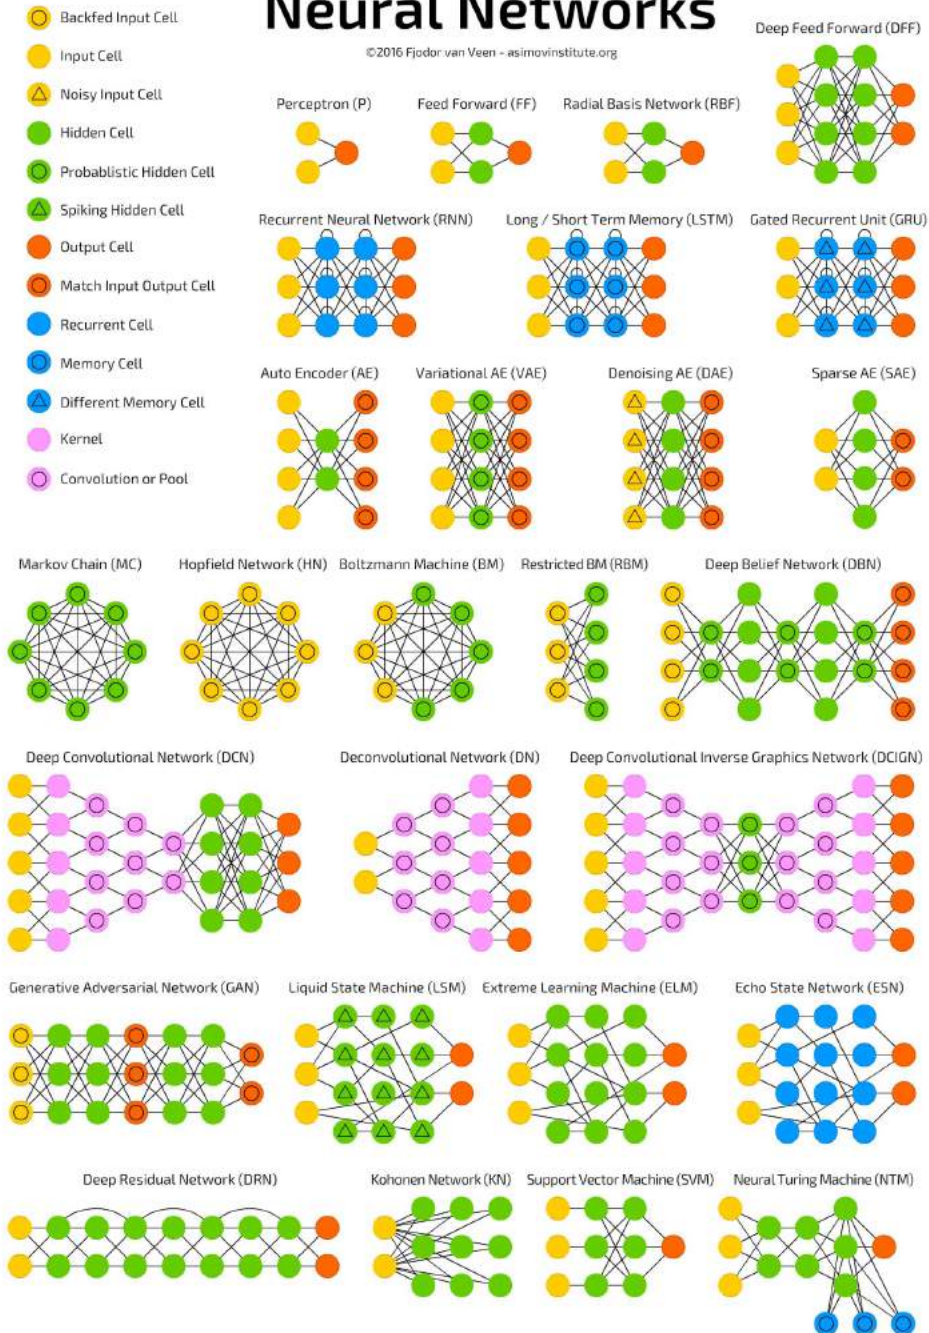 Neural Networks
©2016 Fjodor van Veen - asimovinstitute.org
Backfed Input Cell
Input Cell
Noisy Input Cell
Hidden Cell
Probablistic Hidden Cell
Spiking Hidden Cell
Output Cell
Match Input Output Cell
Recurrent Cell
Memory Cell
Different Memory Cell
Kernel
Convolution or Pool
Deep Feed Forward (DFF)
Perceptron (P)
Feed Forward (FF)
Radial Basis Network (RBF)
Recurrent Neural Network (RNN)
Long / Short Term Memory (LSTM)
Gated Recurrent Unit (GRU)
Auto Encoder (AE)
Variational AE (VAE)
Denoising AE (DAE)
Sparse AE (SAE)
Markov Chain (MC)
Hopfield Network (HN)
Boltzmann Machine (BM)
Restricted BM (RBM)
Deep Belief Network (DBN)
Deep Convolutional Network (DCN)
Deconvolutional Network (DN)
Deep Convolutional Inverse Graphics Network (DCIGN)
Generative Adversarial Network (GAN)
Liquid State Machine (LSM)
Extreme Learning Machine (ELM)
Echo State Network (ESN)
Deep Residual Network (DRN)
Kohonen Network (KN)
Support Vector Machine (SVM)
Neural Turing Machine (NTM)